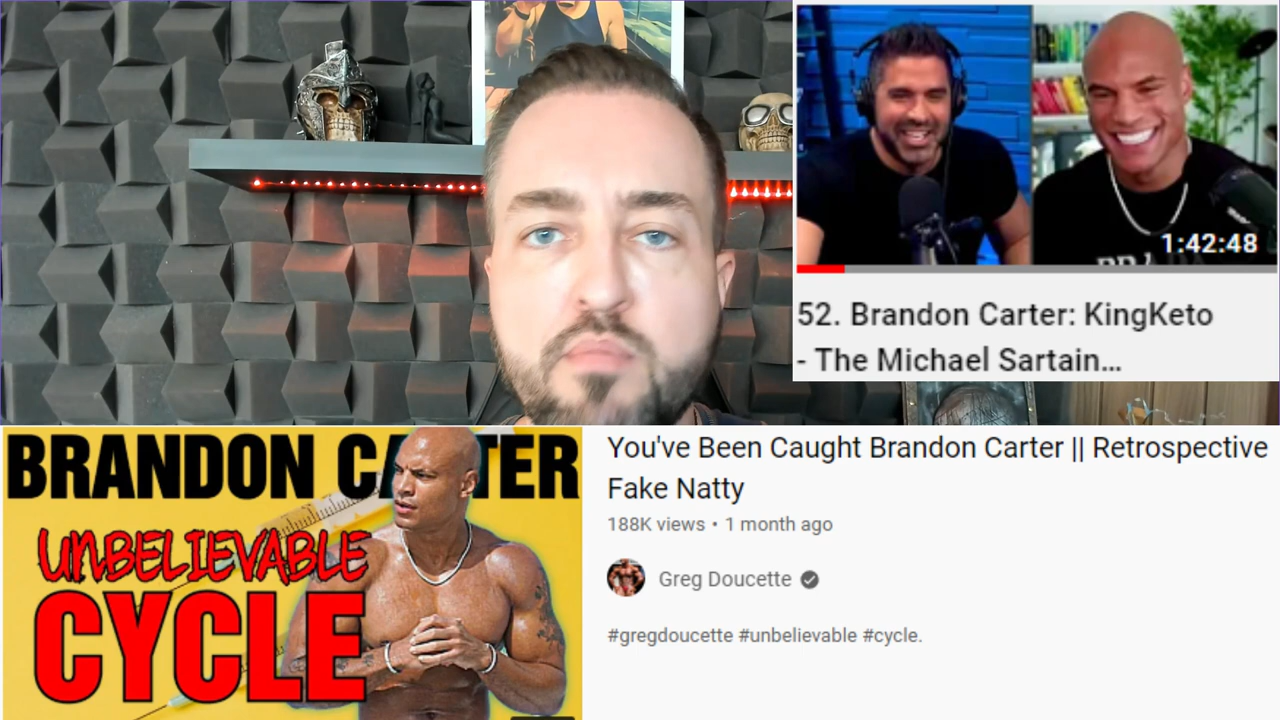 1:42:48
52. Brandon Carter: KingKeto
- The Michael Sartain...
BRANDON CARTER
UNBELIEVABLE
CYCLE
You've Been Caught Brandon Carter || Retrospective
Fake Natty
188K views • 1 month ago
Greg Doucette
#gregdoucette #unbelievable #cycle.